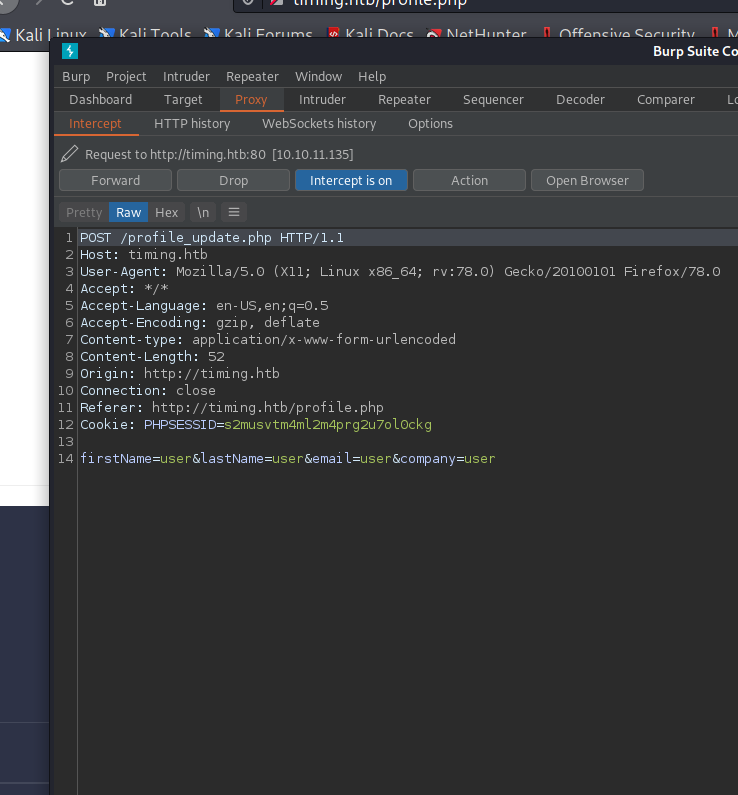 timing.htb/profile.php
Kali Linux Kali Tools Kali Forums Kali Docs NetHunter Offensive Security
Burp Suite Co
Burp Project Intruder Repeater Window Help
Dashboard Target Proxy Intruder Repeater Sequencer Decoder Comparer Lo
Intercept HTTP history WebSockets history Options
Request to http://timing.htb:80 [10.10.11.135]
Forward Drop Intercept is on Action Open Browser
Pretty Raw Hex \n
1 POST /profile_update.php HTTP/1.1
2 Host: timing.htb
3 User-Agent: Mozilla/5.0 (X11; Linux x86_64; rv:78.0) Gecko/20100101 Firefox/78.0
4 Accept: */*
5 Accept-Language: en-US,en;q=0.5
6 Accept-Encoding: gzip, deflate
7 Content-type: application/x-www-form-urlencoded
8 Content-Length: 52
9 Origin: http://timing.htb
10 Connection: close
11 Referer: http://timing.htb/profile.php
12 Cookie: PHPSESSID=s2musvtm4ml2m4prg2u7ol0ckg
13
14 firstName=user&lastName=user&email=user&company=user